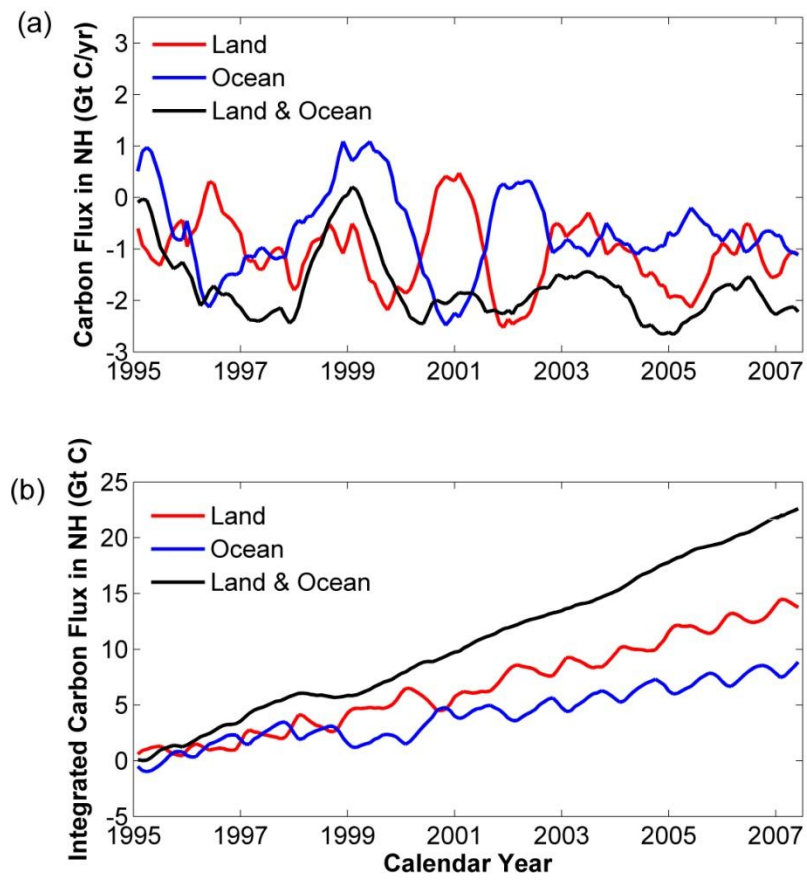 (a)
Carbon Flux in NH (Gt C/yr)
3
2
1
0
-1
-2
-3
Land
Ocean
Land & Ocean
1995 1997 1999 2001 2003 2005 2007
(b)
Integrated Carbon Flux in NH (Gt C)
25
20
15
10
5
0
-5
Land
Ocean
Land & Ocean
1995 1997 1999 2001 2003 2005 2007
Calendar Year